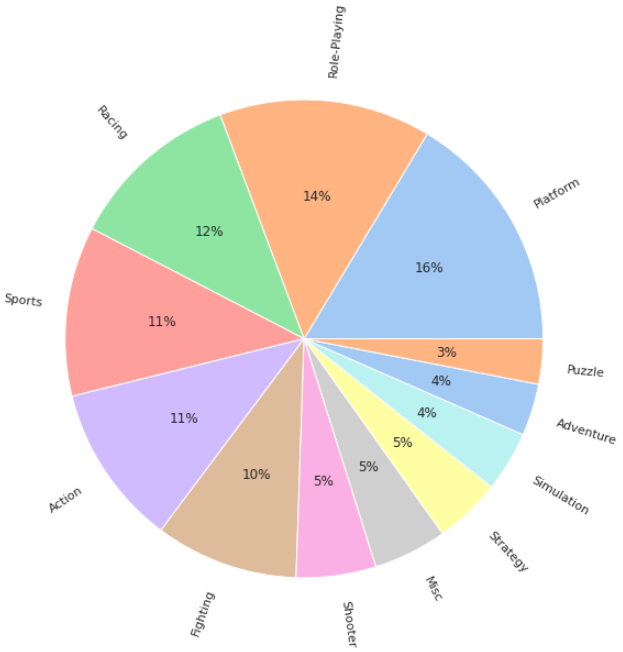 Role-Playing
Racing
Platform
14%
12%
16%
Sports
11%
3%
Puzzle
4%
4%
Adventure
11%
5%
Simulation
Action
10%
5%
5%
Strategy
Misc
Fighting
Shooter